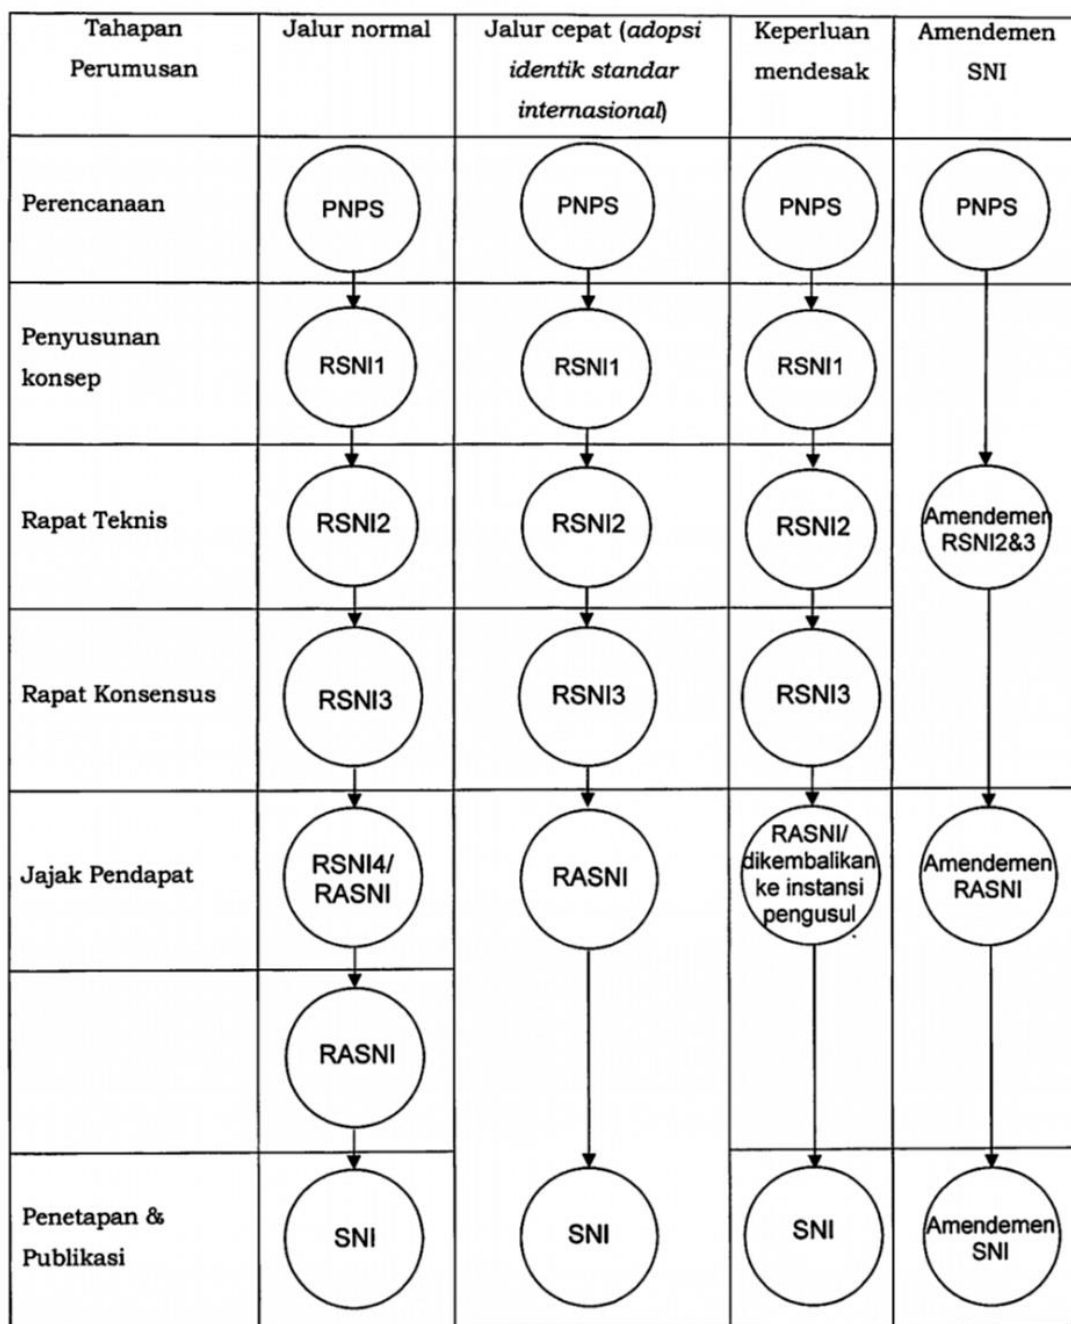 Tahapan
Perumusan
Jalur normal
Jalur cepat (adopsi
identik standar
internasional)
Keperluan
mendesak
Amendemen
SNI
Perencanaan
PNPS
PNPS
PNPS
PNPS
Penyusunan
konsep
RSNI1
RSNI1
RSNI1
Rapat Teknis
RSNI2
RSNI2
RSNI2
Amendemen
RSNI2&3
Rapat Konsensus
RSNI3
RSNI3
RSNI3
Jajak Pendapat
RSNI4/
RASNI
RASNI
RASNI/
dikembalikan
ke instansi
pengusul
Amendemen
RASNI
RASNI
Penetapan &
Publikasi
SNI
SNI
SNI
Amendemen
SNI